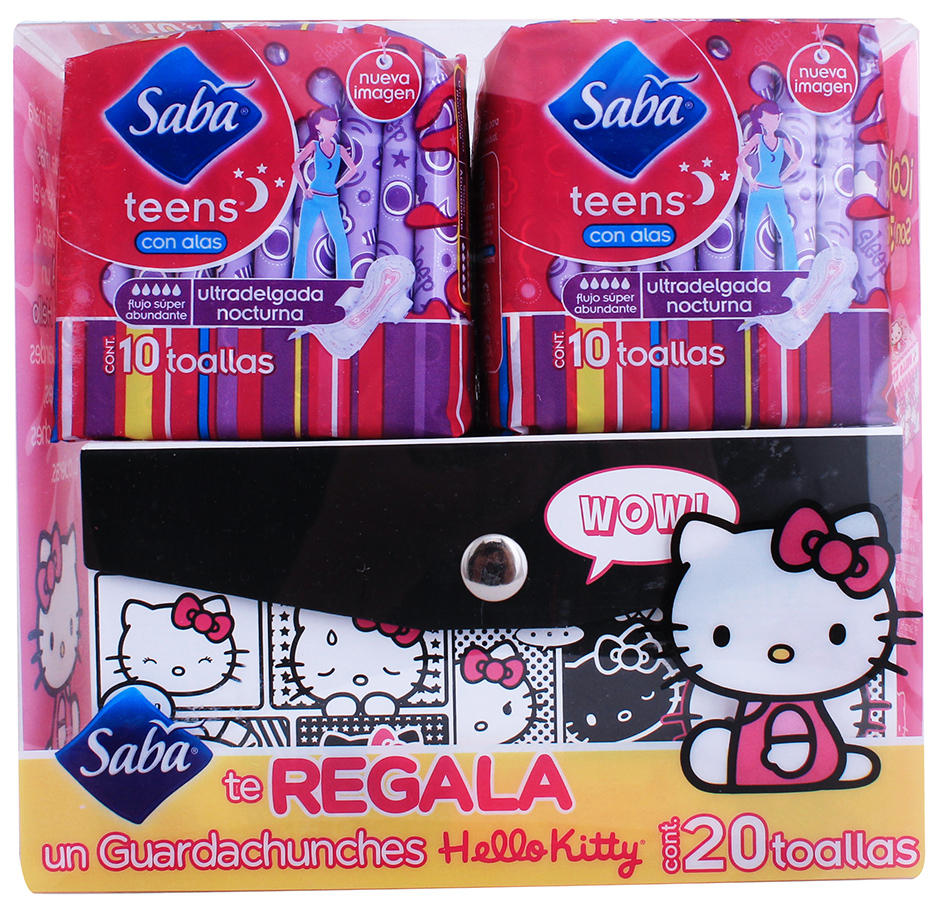 Saba®
teens®
con alas
nueva
imagen
flujo súper
abundante
ultradelgada
nocturna
CONT.
10 toallas
Saba®
teens®
con alas
nueva
imagen
flujo súper
abundante
ultradelgada
nocturna
CONT.
10 toallas
WOW!
Saba®
te REGALA
un Guardachunches Hello Kitty®
cont.
20 toallas